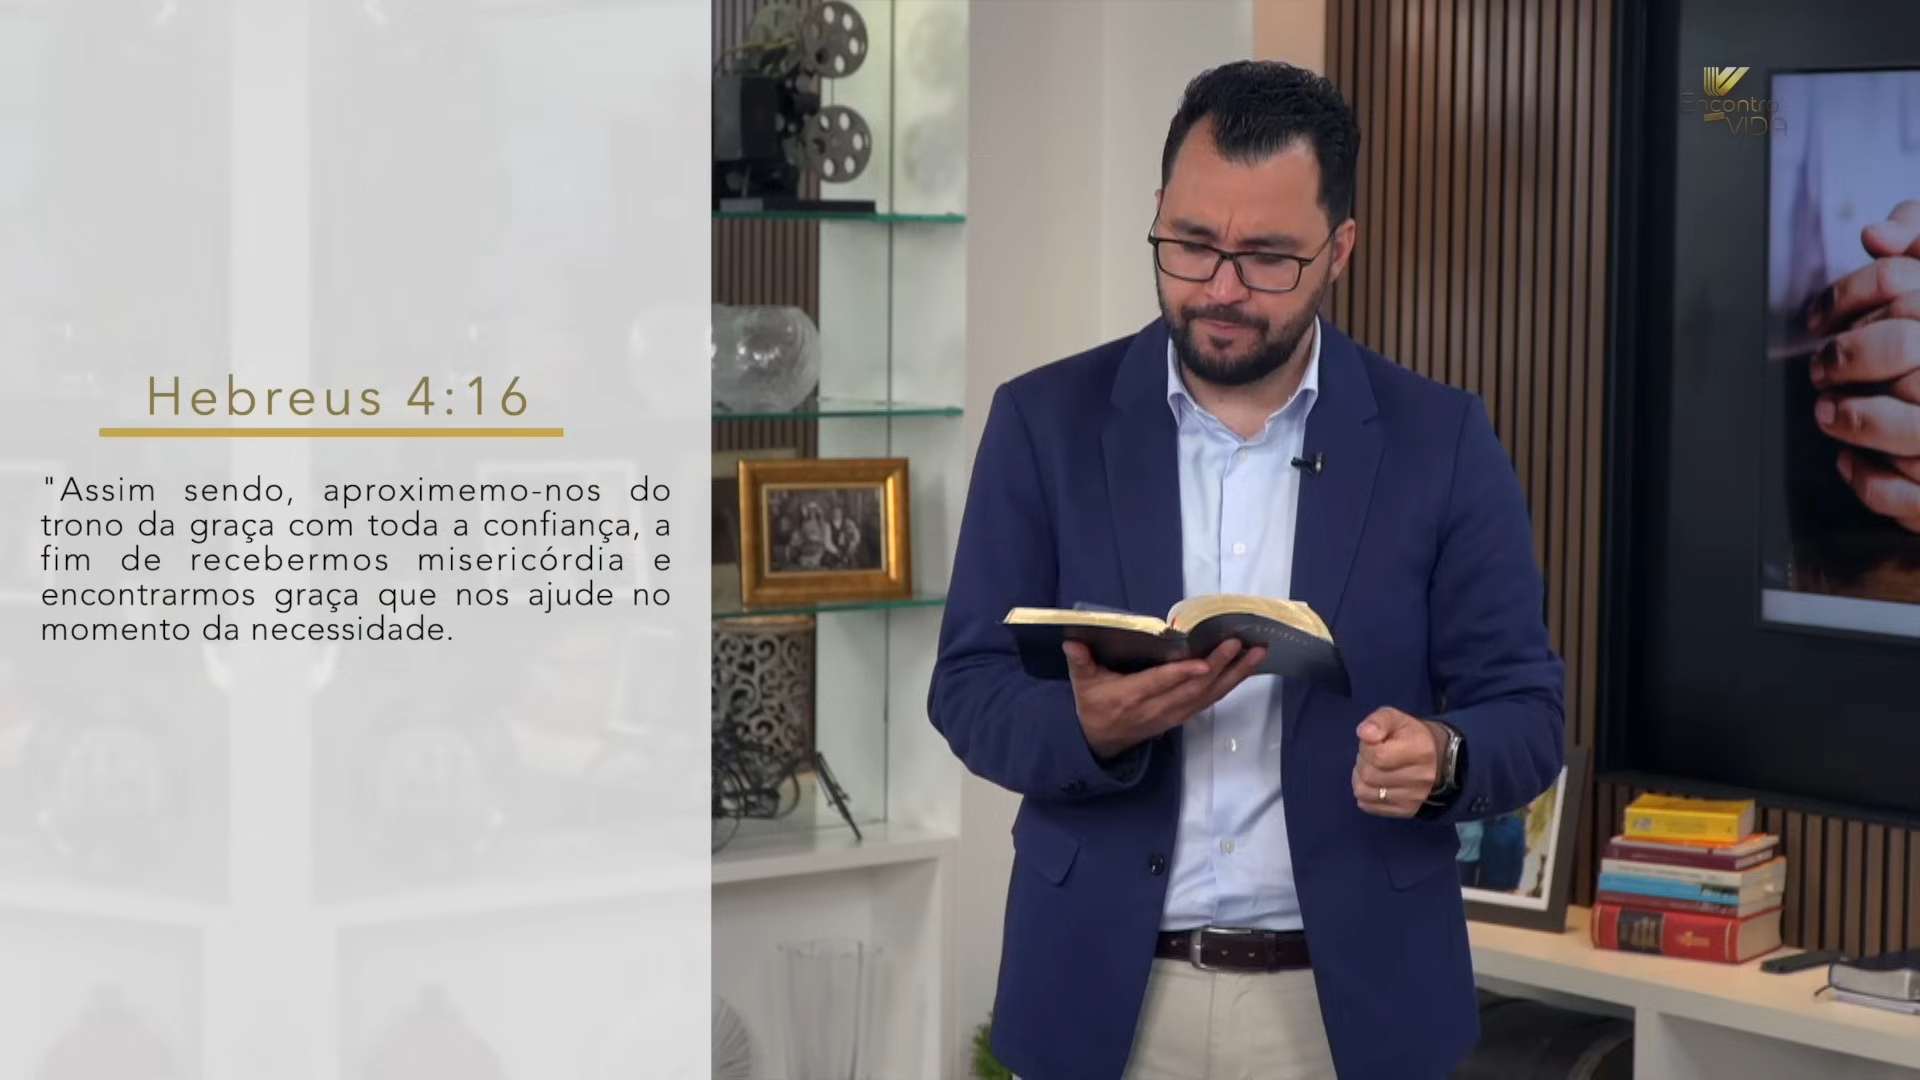 Encontro
VIDA
Hebreus 4:16
"Assim sendo, aproximemo-nos do
trono da graça com toda a confiança, a
fim de recebermos misericórdia e
encontrarmos graça que nos ajude no
momento da necessidade.